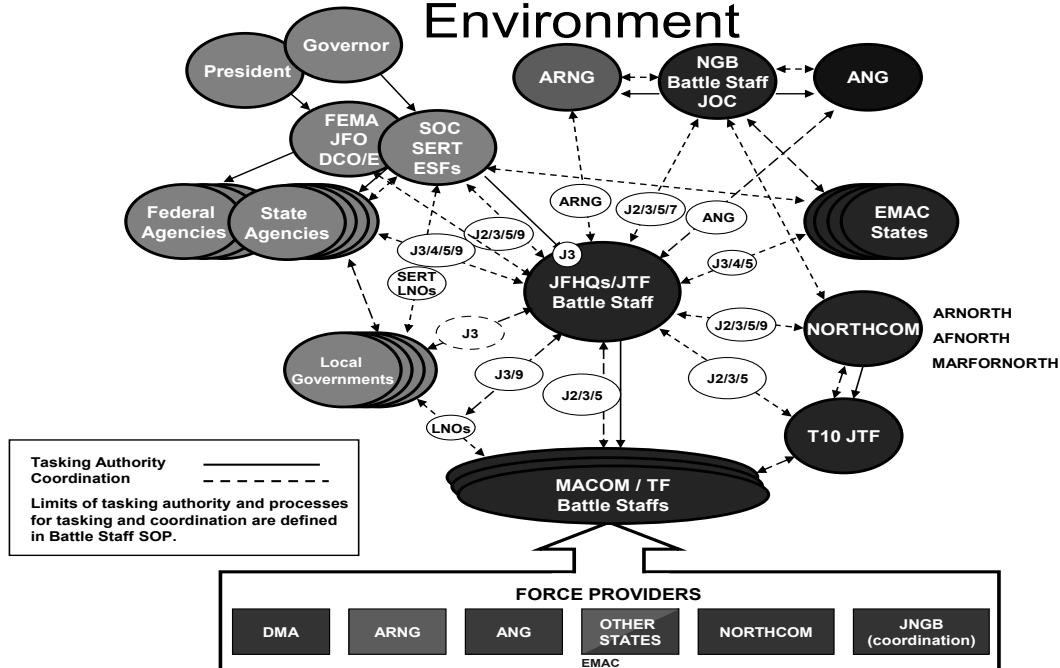 Environment
Governor
President
ARNG
NGB
Battle Staff
JOC
ANG
FEMA
JFO
DCO/E
SOC
SERT
ESFs
Federal
Agencies
State
Agencies
ARNG
J2/3/5/7
ANG
EMAC
States
J3/4/5/9
J2/3/5/9
J3
J3/4/5
SERT
LNOs
JFHQs/JTF
Battle Staff
J3
J2/3/5/9
NORTHCOM
ARNORTH
AFNORTH
MARFORNORTH
Local
Governments
J3/9
J2/3/5
J2/3/5
LNOs
T10 JTF
MACOM / TF
Battle Staffs
Tasking Authority
Coordination
Limits of tasking authority and processes
for tasking and coordination are defined
in Battle Staff SOP.
FORCE PROVIDERS
DMA
ARNG
ANG
OTHER
STATES
NORTHCOM
JNGB
(coordination)
EMAC